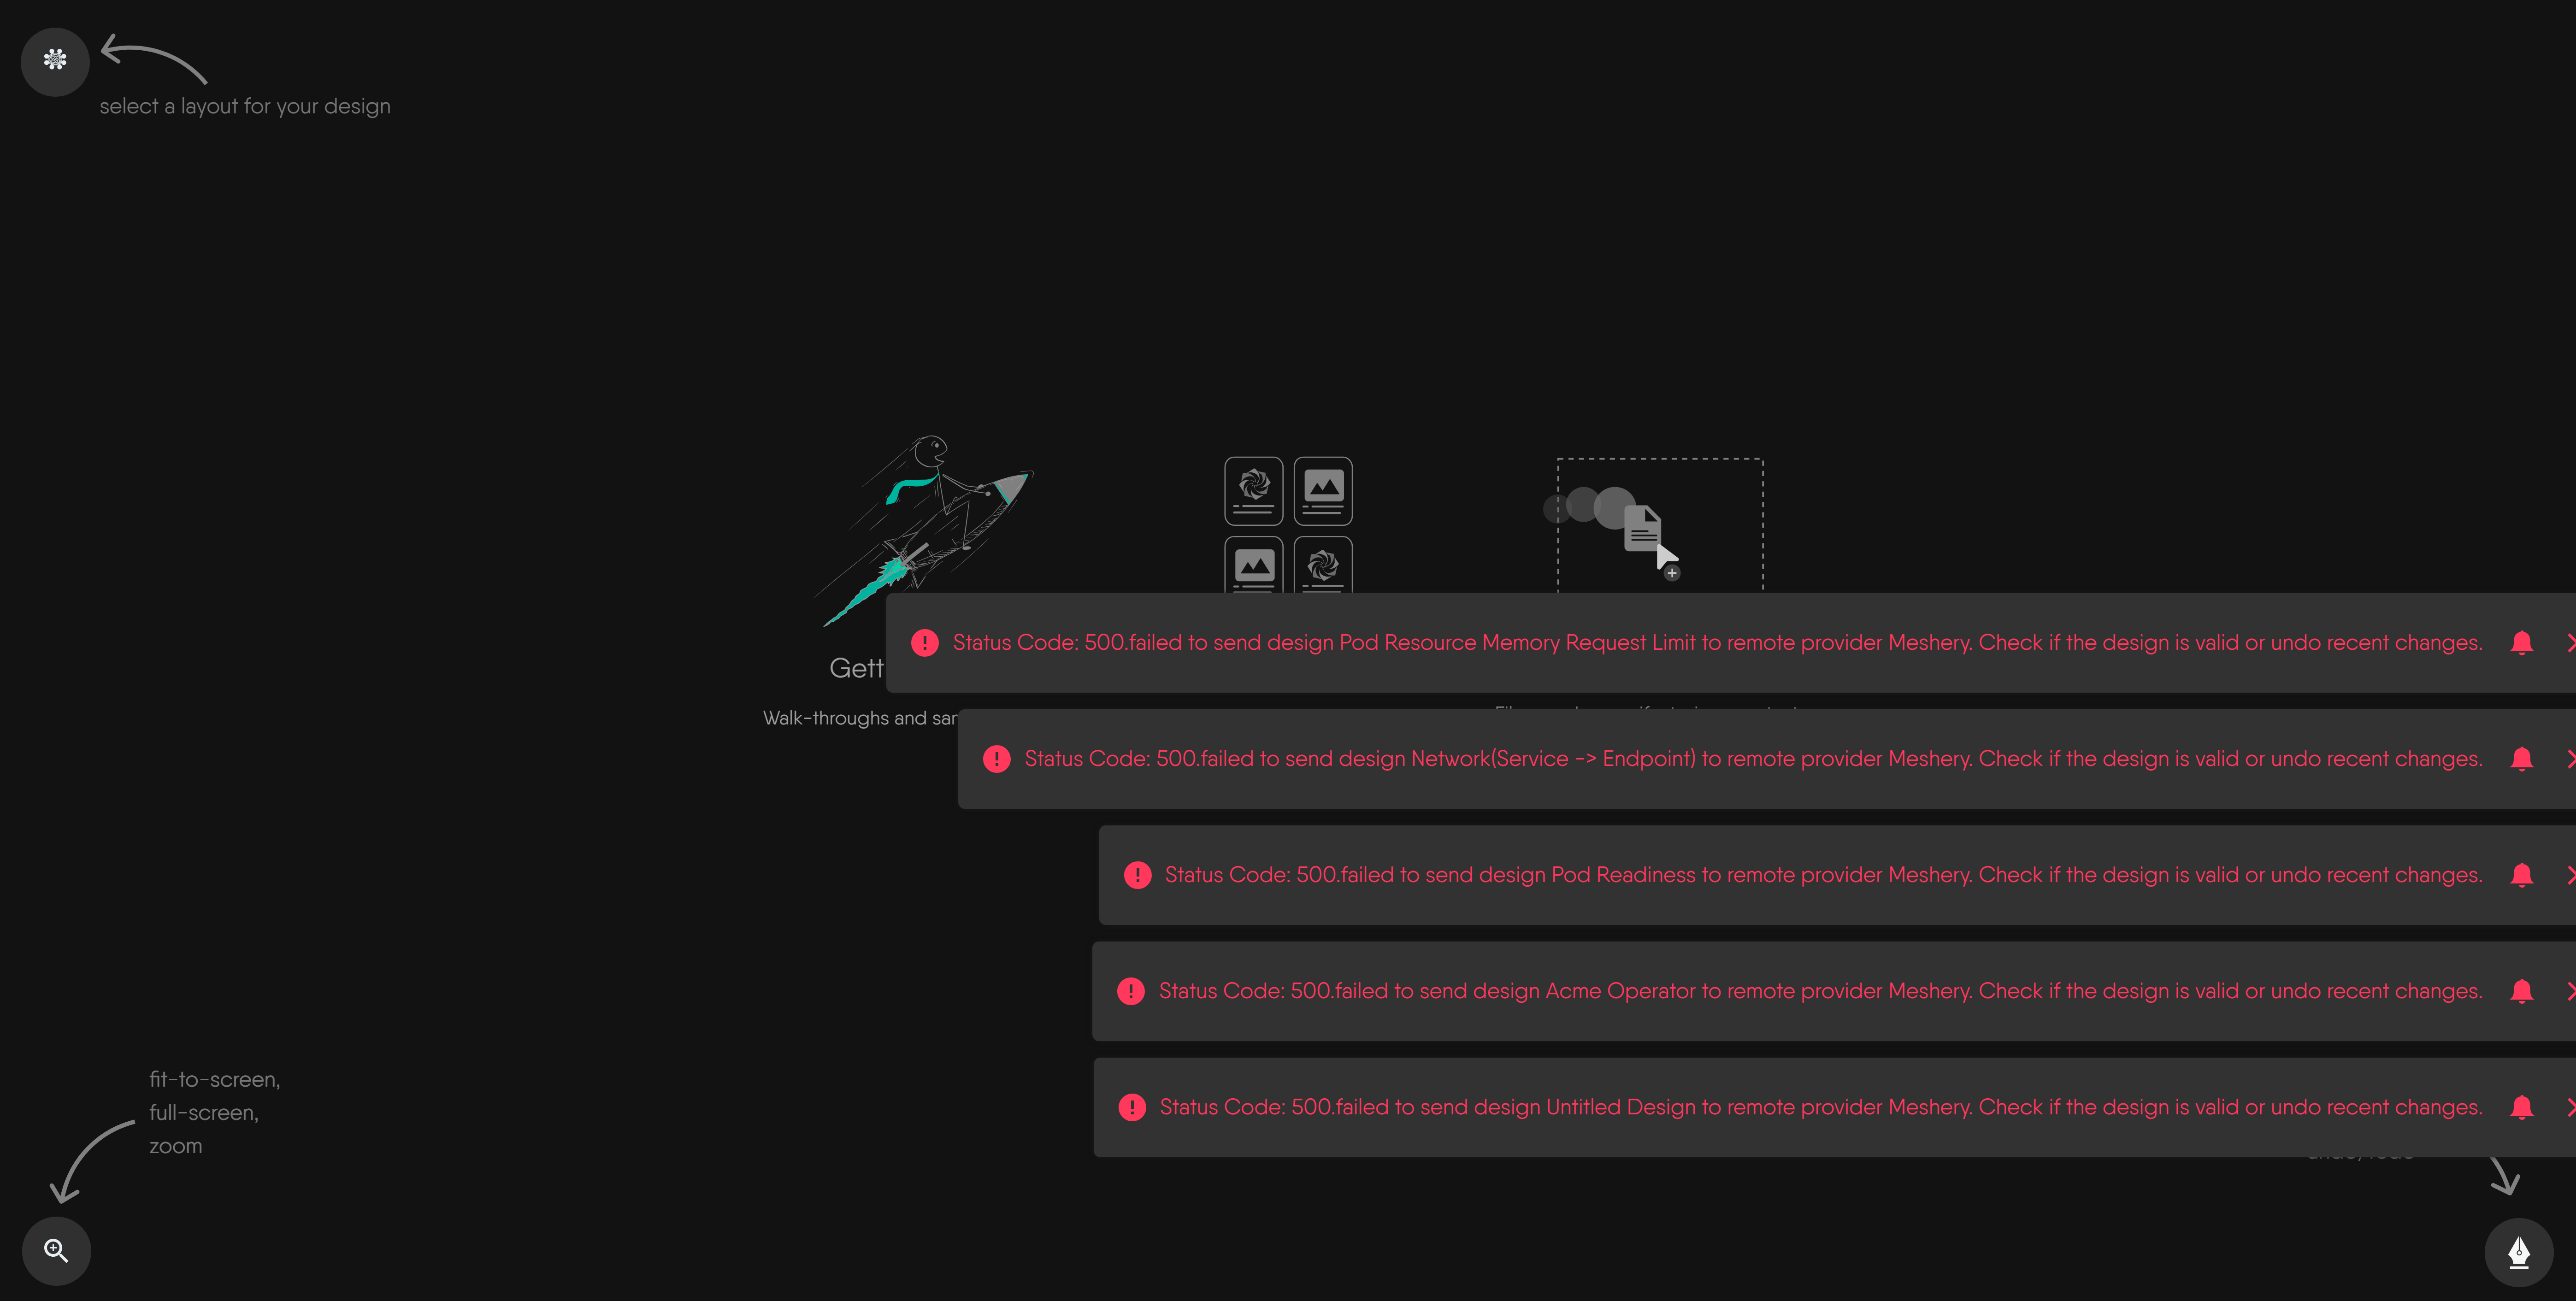 select a layout for your design
Status Code: 500.failed to send design Pod Resource Memory Request Limit to remote provider Meshery. Check if the design is valid or undo recent changes.
Gett
Walk-throughs and sar
Status Code: 500.failed to send design Network(Service -> Endpoint) to remote provider Meshery. Check if the design is valid or undo recent changes.
Status Code: 500.failed to send design Pod Readiness to remote provider Meshery. Check if the design is valid or undo recent changes.
Status Code: 500.failed to send design Acme Operator to remote provider Meshery. Check if the design is valid or undo recent changes.
Status Code: 500.failed to send design Untitled Design to remote provider Meshery. Check if the design is valid or undo recent changes.
fit-to-screen,
full-screen,
zoom